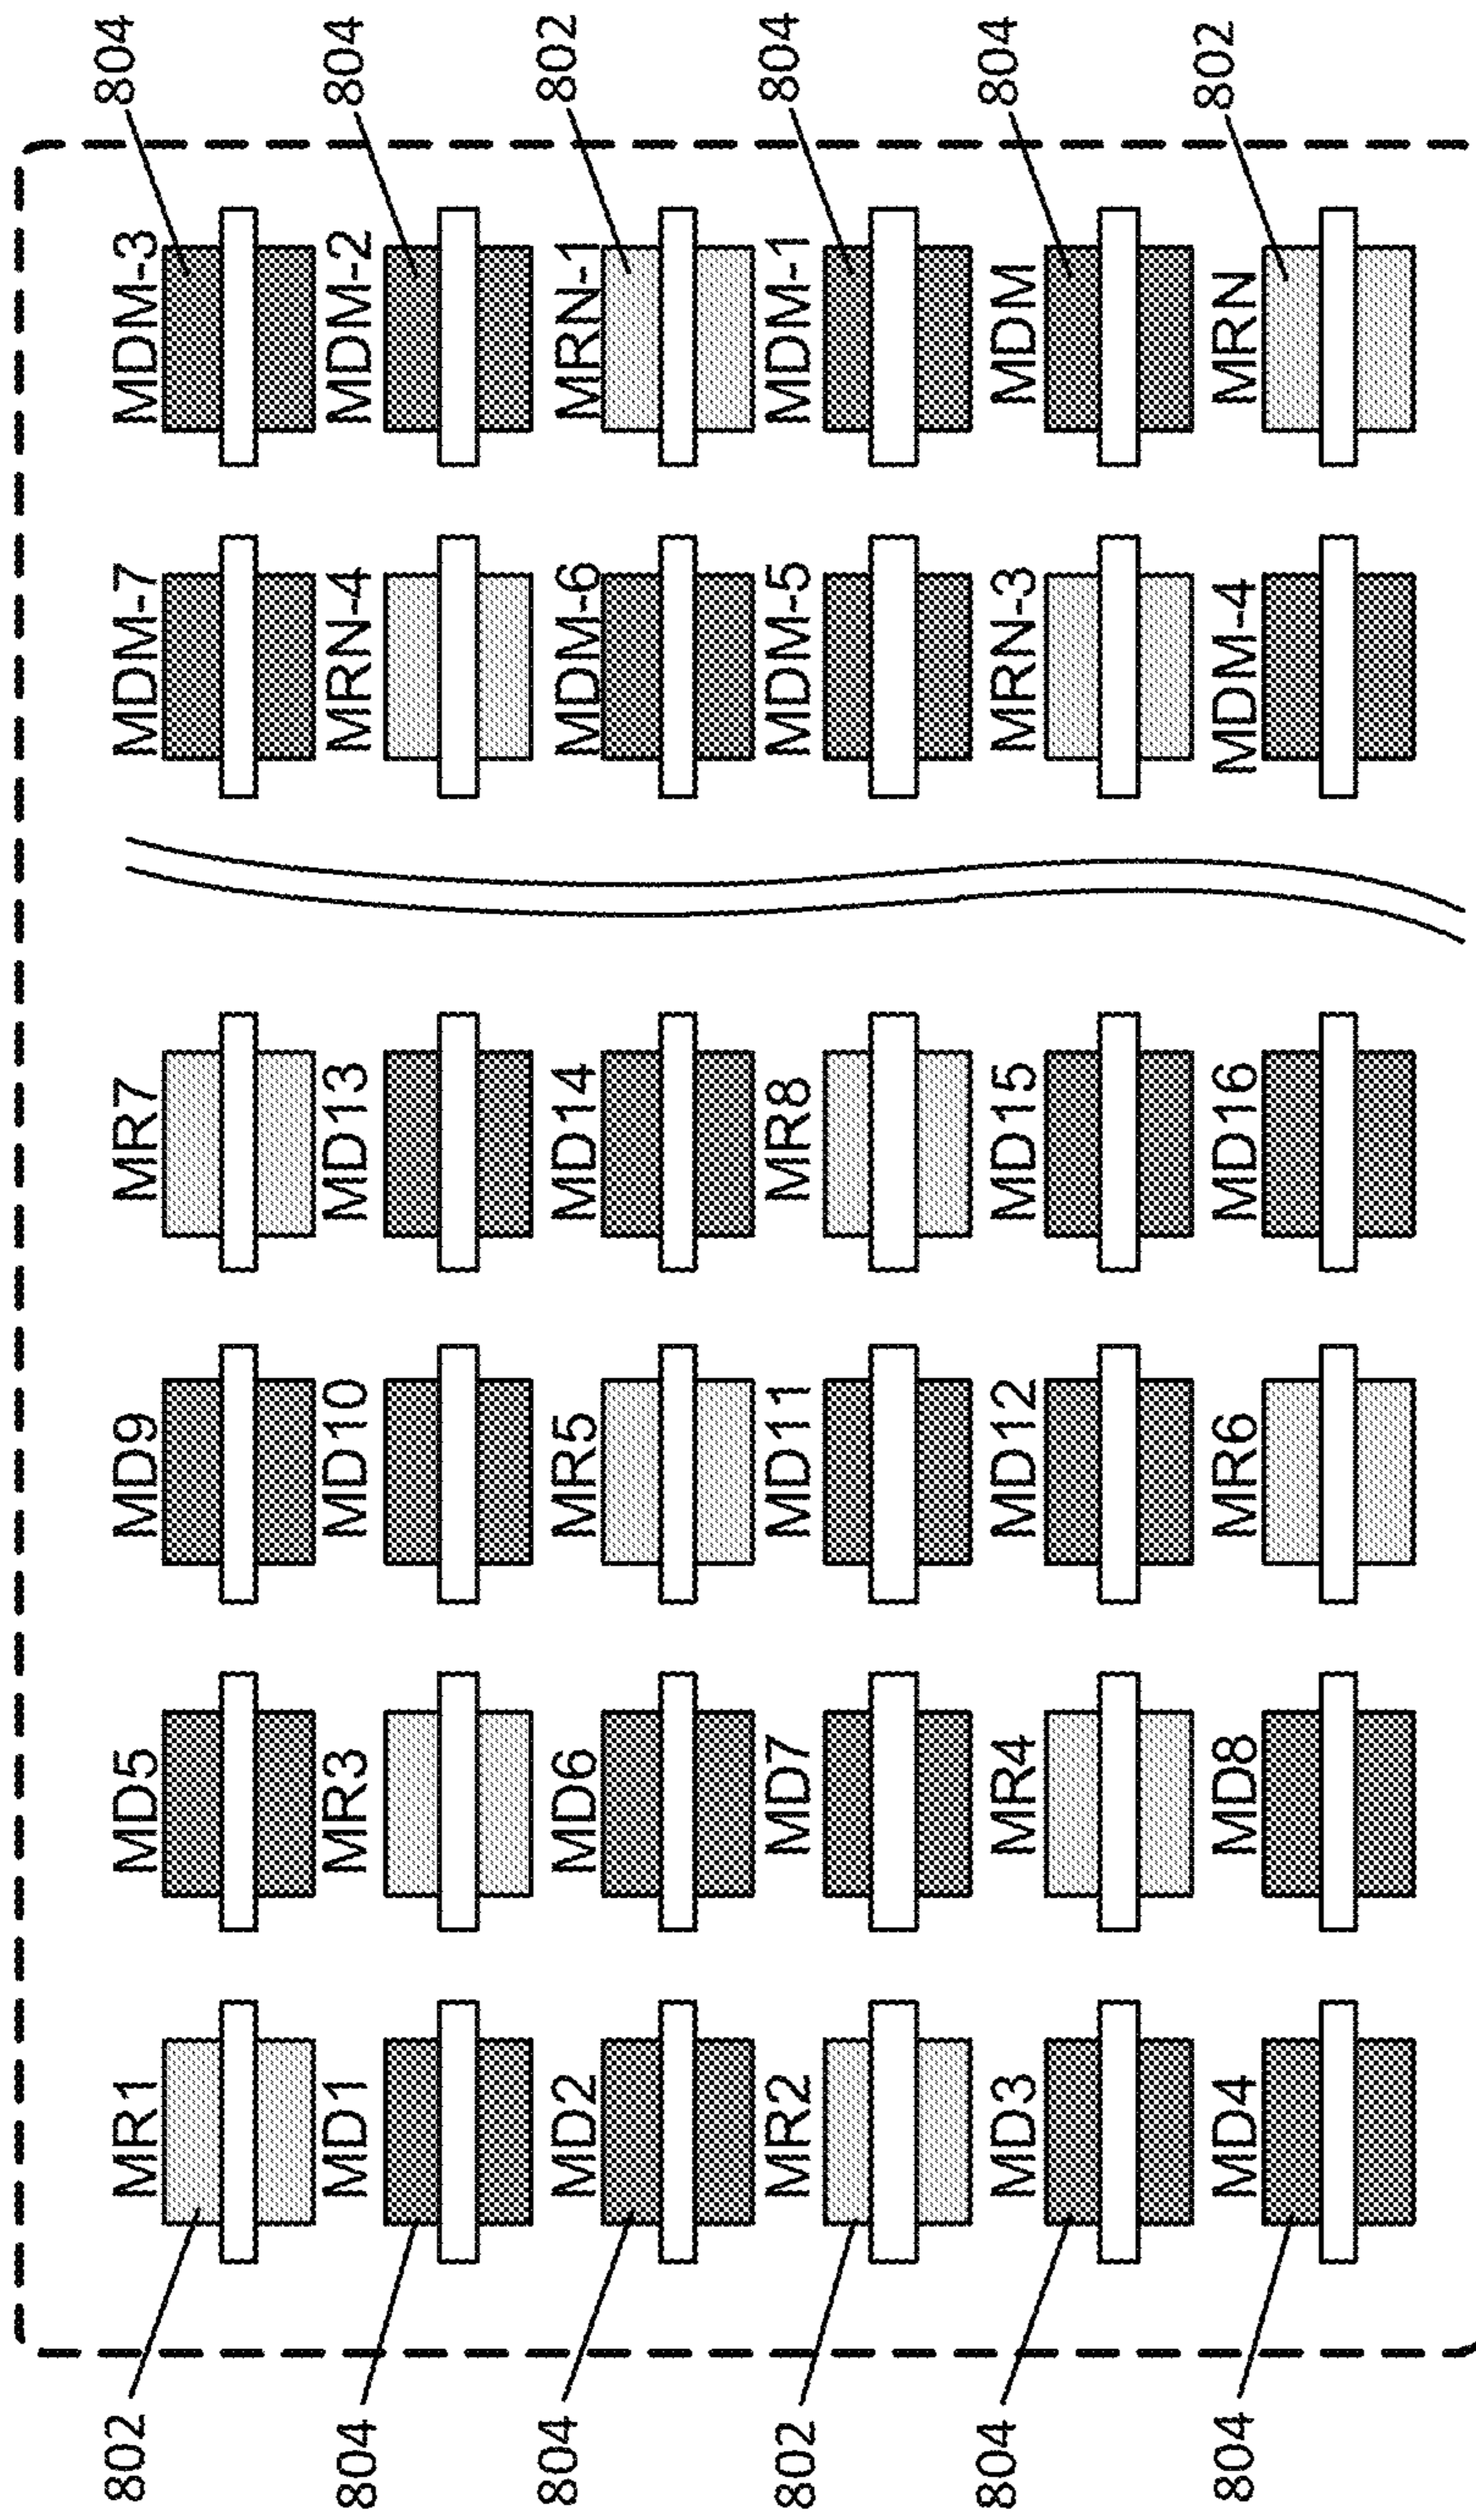 802 MR1 MD5 MD9 MR7 MDM-7 MDM-3 804
804 MD1 MR3 MD10 MD13 MRN-4 MDM-2 804
804 MD2 MD6 MR5 MD14 MDM-6 MRN-1 802
802 MR2 MD7 MD11 MR8 MDM-5 MDM-1 804
804 MD3 MR4 MD12 MD15 MRN-3 MDM 804
804 MD4 MD8 MR6 MD16 MDM-4 MRN 802